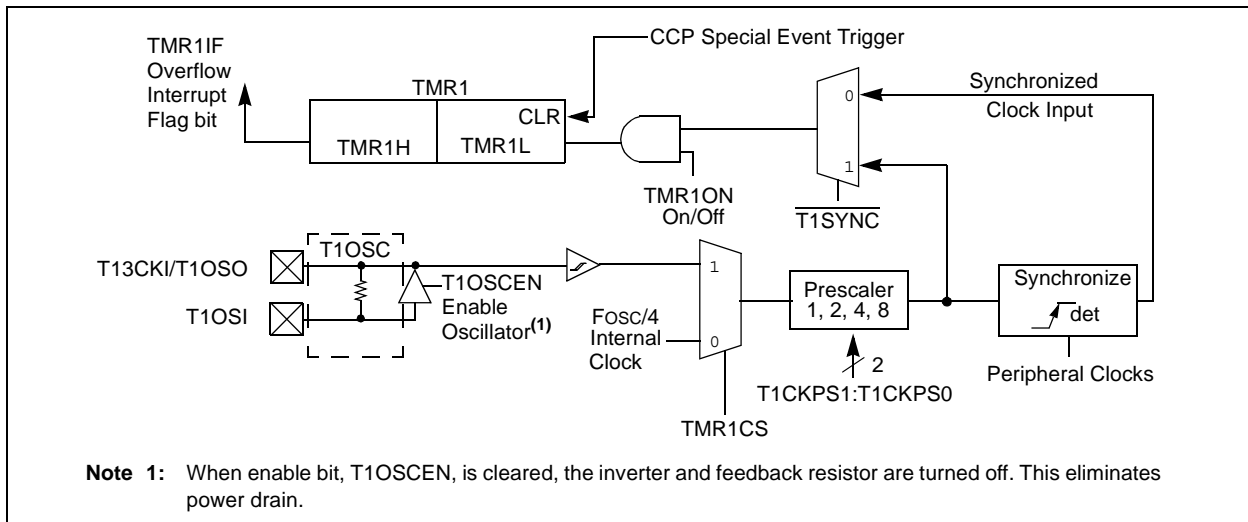 TMR1IF
Overflow
Interrupt
Flag bit
CCP Special Event Trigger
TMR1
CLR
TMR1H
TMR1L
TMR1ON
On/Off
0
1
T1SYNC
Synchronized
Clock Input
T13CKI/T1OSO
T1OSI
T1OSC
T1OSCEN
Enable
Oscillator(1)
FOSC/4
Internal
Clock
1
0
TMR1CS
Prescaler
1, 2, 4, 8
2
T1CKPS1:T1CKPS0
Synchronize
det
Peripheral Clocks
Note 1: When enable bit, T1OSCEN, is cleared, the inverter and feedback resistor are turned off. This eliminates
power drain.